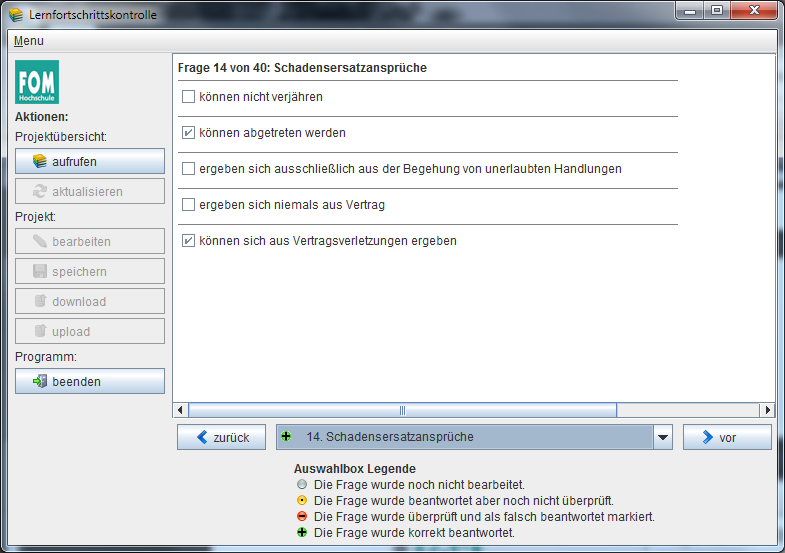 Lernfortschrittskontrolle
Menu
FOM
Hochschule
Aktionen:
Projektübersicht:
aufrufen
aktualisieren
Projekt:
bearbeiten
speichern
download
upload
Programm:
beenden
Frage 14 von 40: Schadensersatzansprüche
können nicht verjähren
können abgetreten werden
ergeben sich ausschließlich aus der Begehung von unerlaubten Handlungen
ergeben sich niemals aus Vertrag
können sich aus Vertragsverletzungen ergeben
zurück
14. Schadensersatzansprüche
vor
Auswahlbox Legende
Die Frage wurde noch nicht bearbeitet.
Die Frage wurde beantwortet aber noch nicht überprüft.
Die Frage wurde überprüft und als falsch beantwortet markiert.
Die Frage wurde korrekt beantwortet.